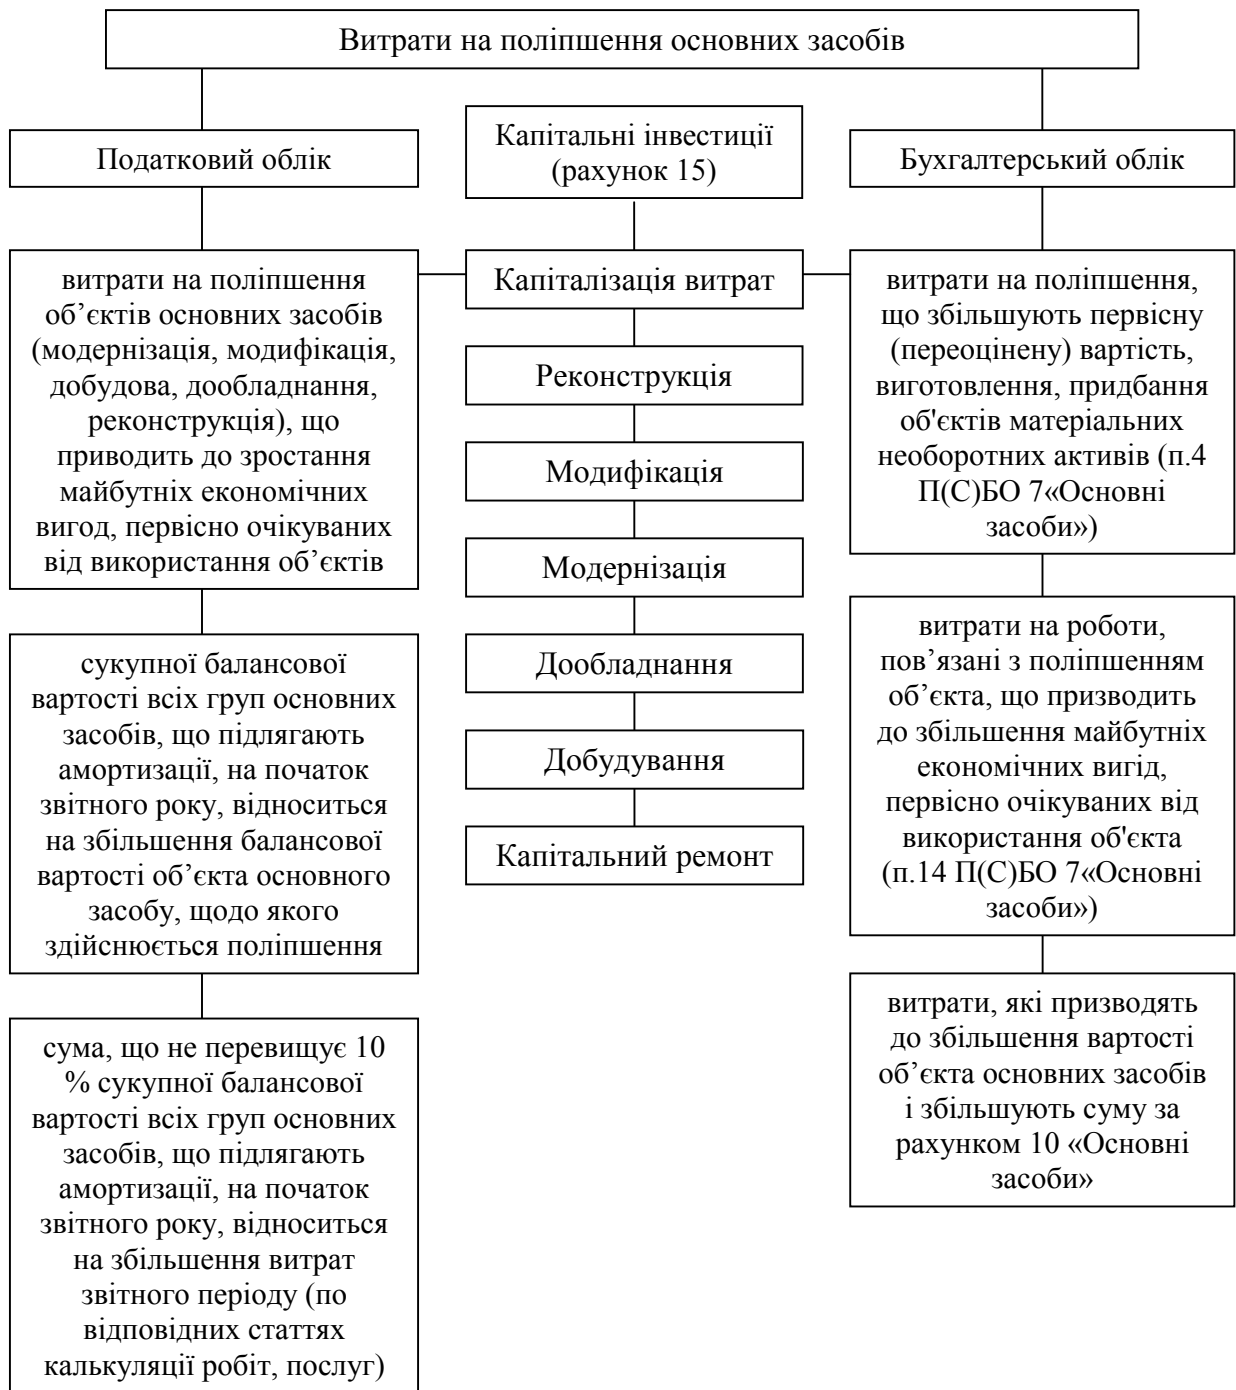 Витрати на поліпшення основних засобів
Податковий облік
Капітальні інвестиції
(рахунок 15)
Бухгалтерський облік
витрати на поліпшення
об’єктів основних засобів
(модернізація, модифікація,
добудова, дообладнання,
реконструкція), що
приводить до зростання
майбутніх економічних
вигод, первісно очікуваних
від використання об’єктів
сукупної балансової
вартості всіх груп основних
засобів, що підлягають
амортизації, на початок
звітного року, відноситься
на збільшення балансової
вартості об’єкта основного
засобу, щодо якого
здійснюється поліпшення
сума, що не перевищує 10
% сукупної балансової
вартості всіх груп основних
засобів, що підлягають
амортизації, на початок
звітного року, відноситься
на збільшення витрат
звітного періоду (по
відповідних статтях
калькуляції робіт, послуг)
Капіталізація витрат
Реконструкція
Модифікація
Модернізація
Дообладнання
Добудування
Капітальний ремонт
витрати на поліпшення,
що збільшують первісну
(переоцінену) вартість,
виготовлення, придбання
об'єктів матеріальних
необоротних активів (п.4
П(С)БО 7«Основні
засоби»)
витрати на роботи,
пов’язані з поліпшенням
об’єкта, що призводить
до збільшення майбутніх
економічних вигід,
первісно очікуваних від
використання об'єкта
(п.14 П(С)БО 7«Основні
засоби»)
витрати, які призводять
до збільшення вартості
об’єкта основних засобів
і збільшують суму за
рахунком 10 «Основні
засоби»